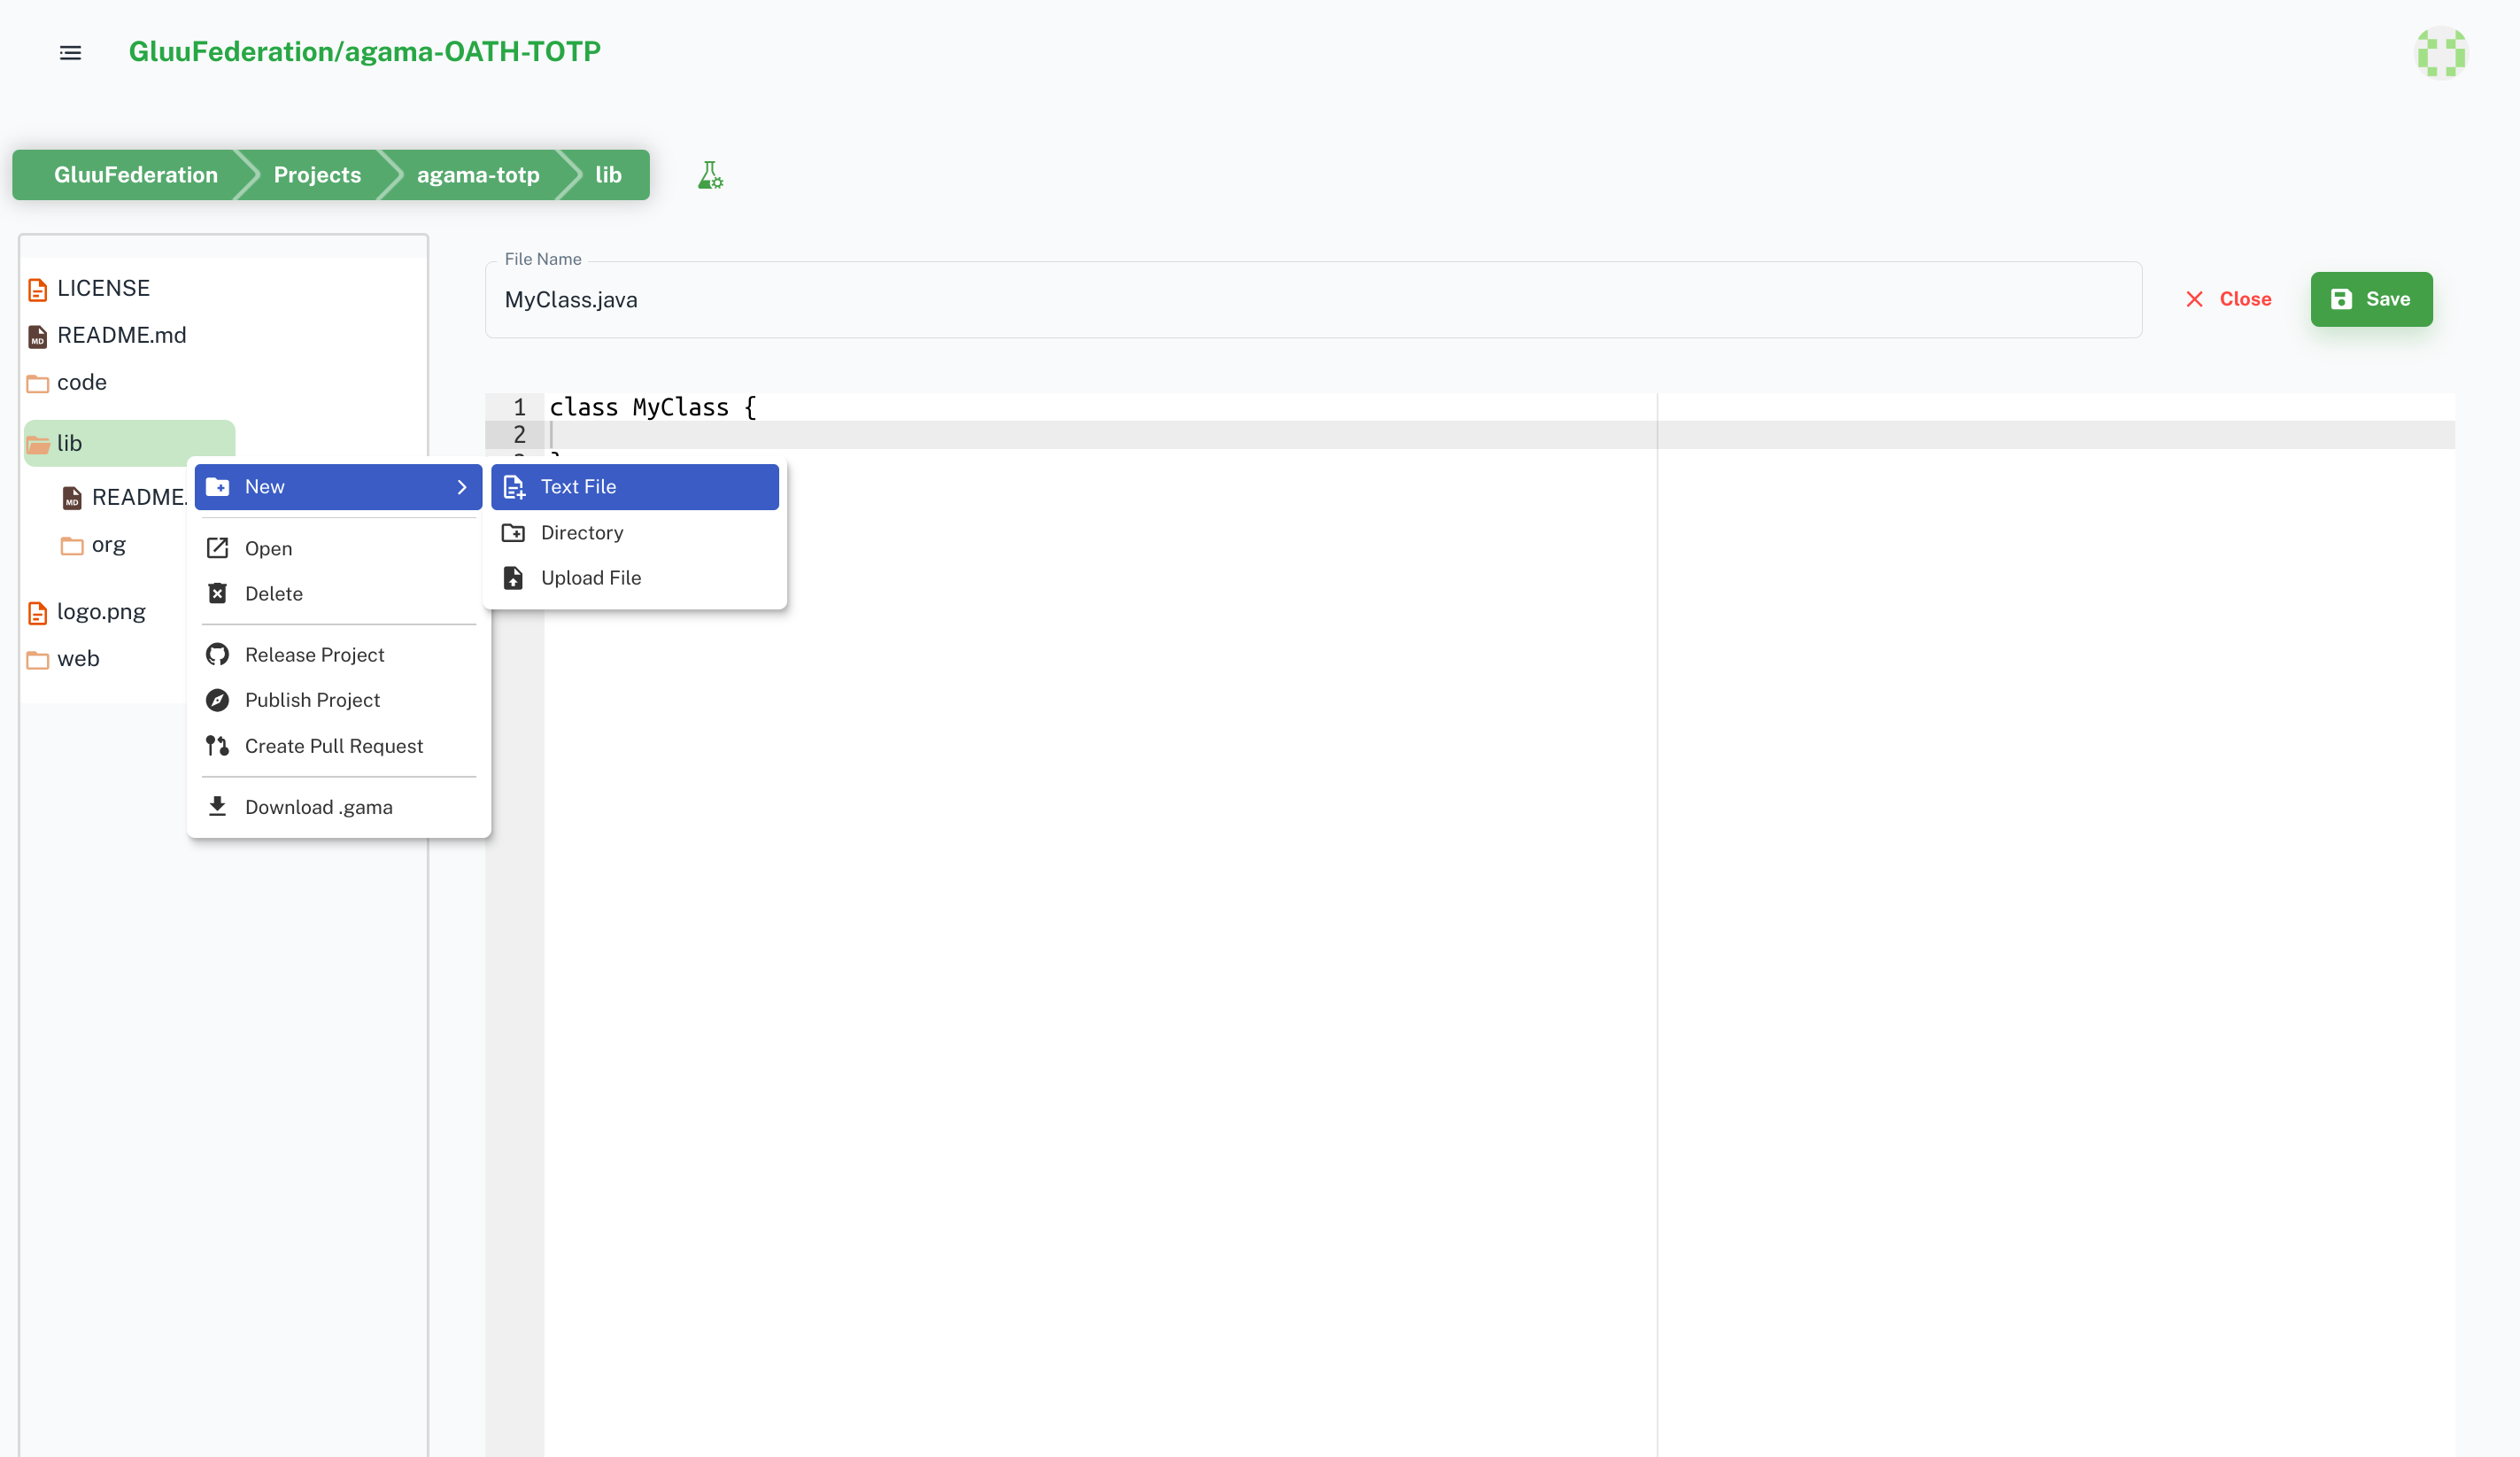 GluuFederation/agama-OATH-TOTP
GluuFederation
Projects
agama-totp
lib
LICENSE
README.md
code
lib
README.
org
logo.png
web
New
Open
Delete
Release Project
Publish Project
Create Pull Request
Download .gama
Text File
Directory
Upload File
File Name
MyClass.java
Close
Save
1 class MyClass {
2